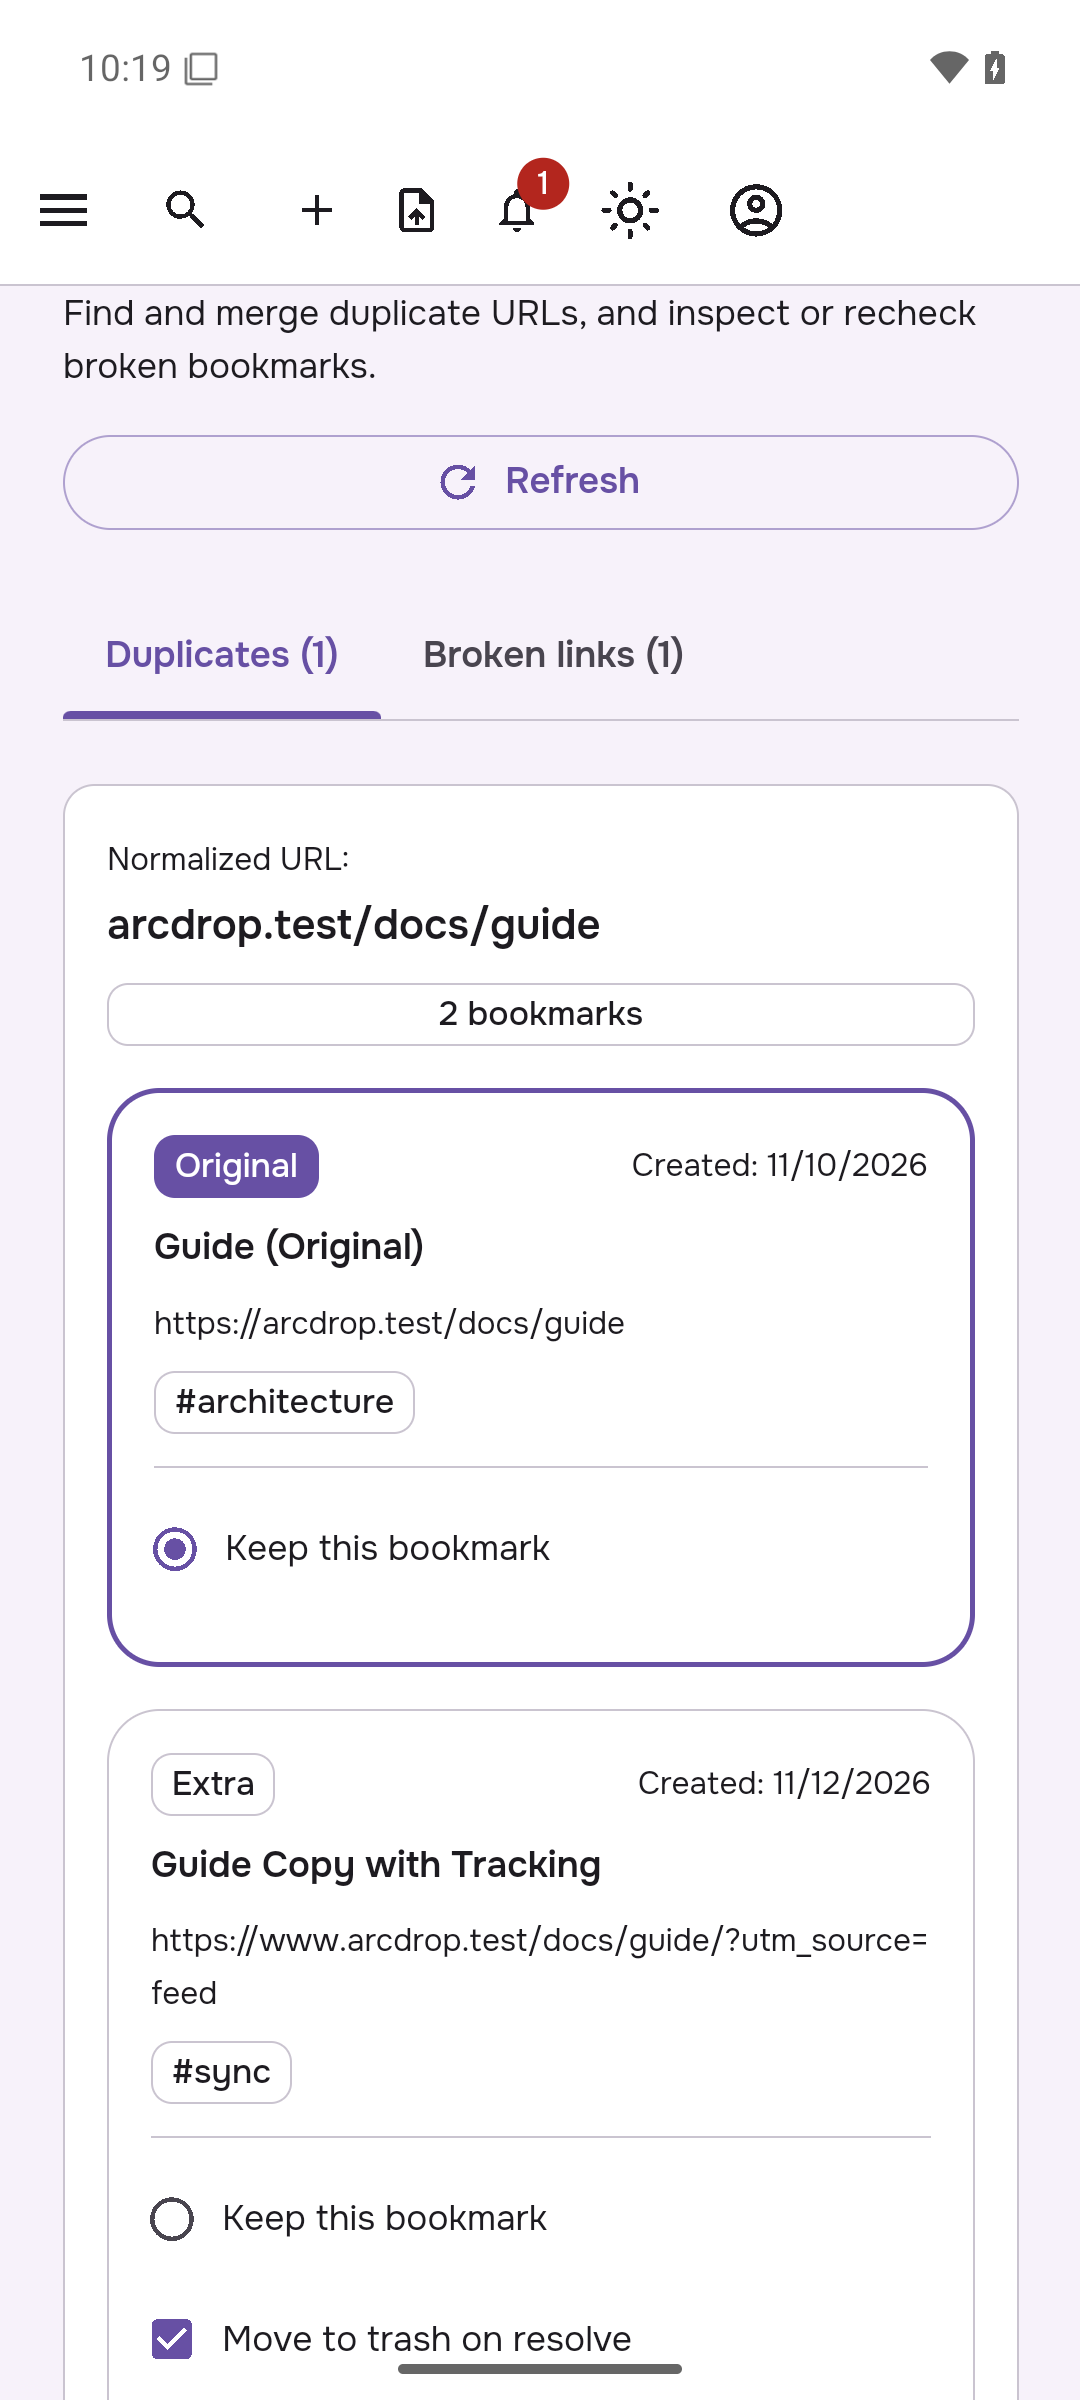 10:19
1
Find and merge duplicate URLs, and inspect or recheck
broken bookmarks.
Refresh
Duplicates (1)
Broken links (1)
Normalized URL:
arcdrop.test/docs/guide
2 bookmarks
Original
Created: 11/10/2026
Guide (Original)
https://arcdrop.test/docs/guide
#architecture
Keep this bookmark
Extra
Created: 11/12/2026
Guide Copy with Tracking
https://www.arcdrop.test/docs/guide/?utm_source=
feed
#sync
Keep this bookmark
Move to trash on resolve